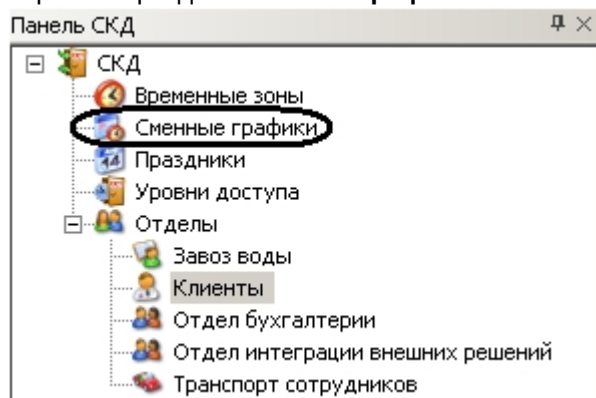 Панель СКД
СКД
Временные зоны
Сменные графики
Праздники
Уровни доступа
Отделы
Завоз воды
Клиенты
Отдел бухгалтерии
Отдел интеграции внешних решений
Транспорт сотрудников